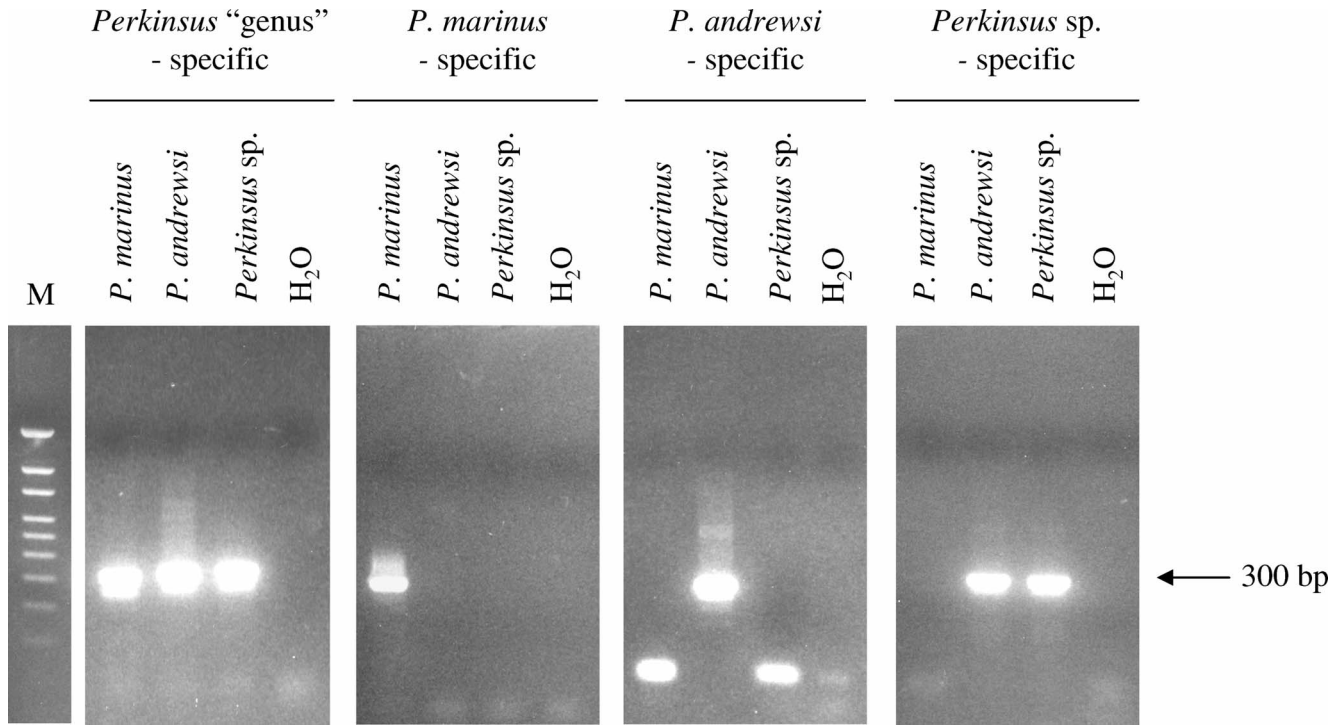 Perkinsus “genus”
- specific
P. marinus
- specific
P. andrewsi
- specific
Perkinsus sp.
- specific
M
P. marinus
P. andrewsi
Perkinsus sp.
H₂O
P. marinus
P. andrewsi
Perkinsus sp.
H₂O
P. marinus
P. andrewsi
Perkinsus sp.
H₂O
P. marinus
P. andrewsi
Perkinsus sp.
H₂O
300 bp